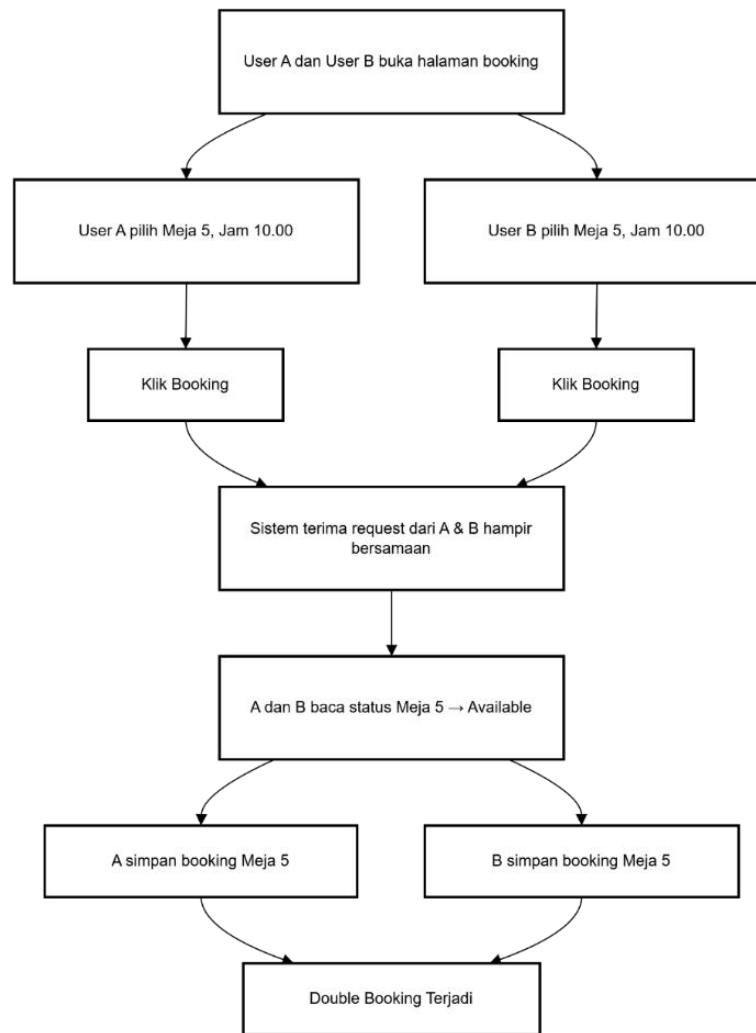 User A dan User B buka halaman booking
User A pilih Meja 5, Jam 10.00
User B pilih Meja 5, Jam 10.00
Klik Booking
Klik Booking
Sistem terima request dari A & B hampir
bersamaan
A dan B baca status Meja 5 → Available
A simpan booking Meja 5
B simpan booking Meja 5
Double Booking Terjadi